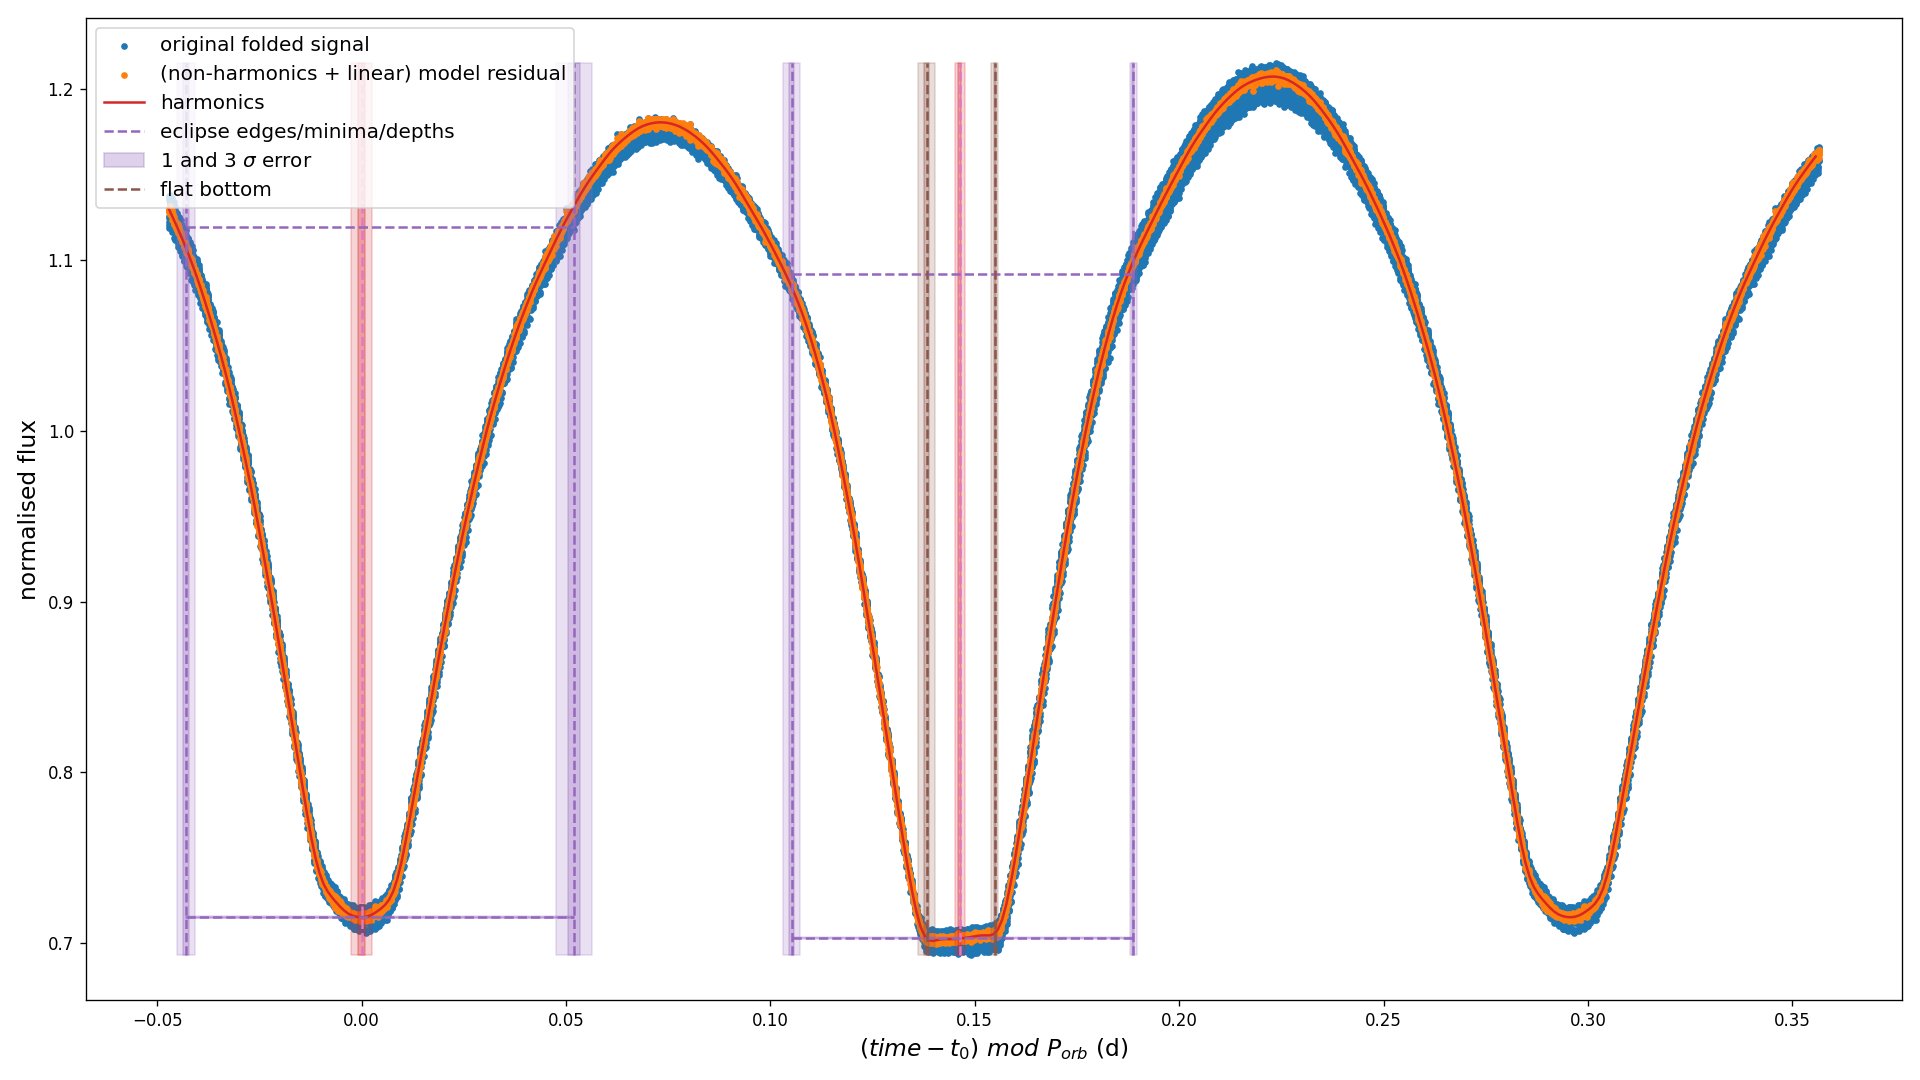 original folded signal
(non-harmonics + linear) model residual
harmonics
eclipse edges/minima/depths
1 and 3 σ error
flat bottom
normalised flux
1.2
1.1
1.0
0.9
0.8
0.7
−0.05
0.00
0.05
0.10
0.15
0.20
0.25
0.30
0.35
(time − t₀) mod Pₒᵣb (d)